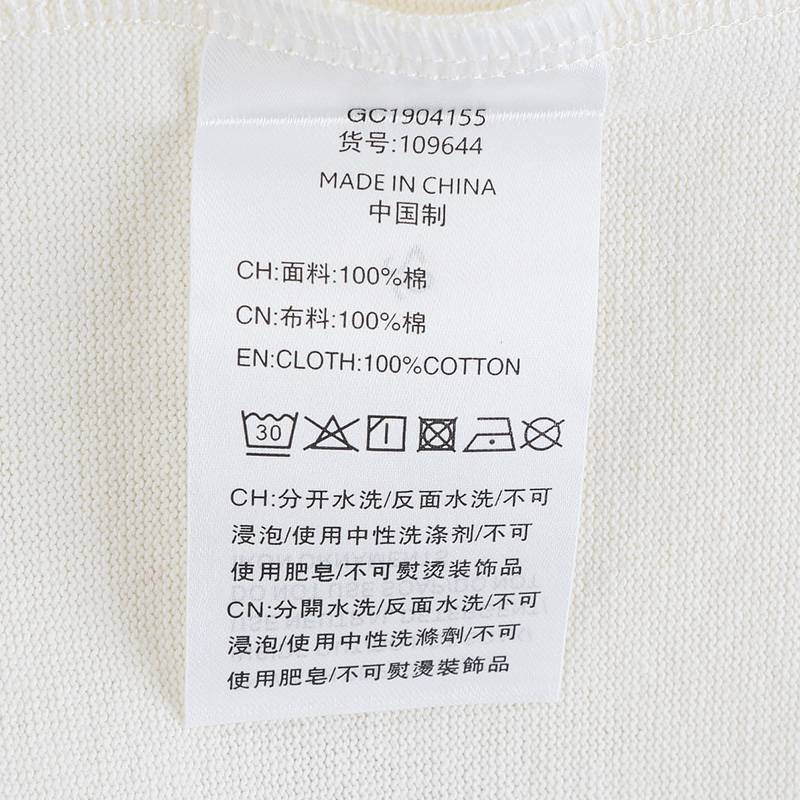 GC1904155
货号:109644
MADE IN CHINA
中国制
CH:面料:100%棉
CN:布料:100%棉
EN:CLOTH:100%COTTON
30
CH:分开水洗/反面水洗/不可
浸泡/使用中性洗涤剂/不可
使用肥皂/不可熨烫装饰品
CN:分開水洗/反面水洗/不可
浸泡/使用中性洗滌劑/不可
使用肥皂/不可熨燙裝飾品